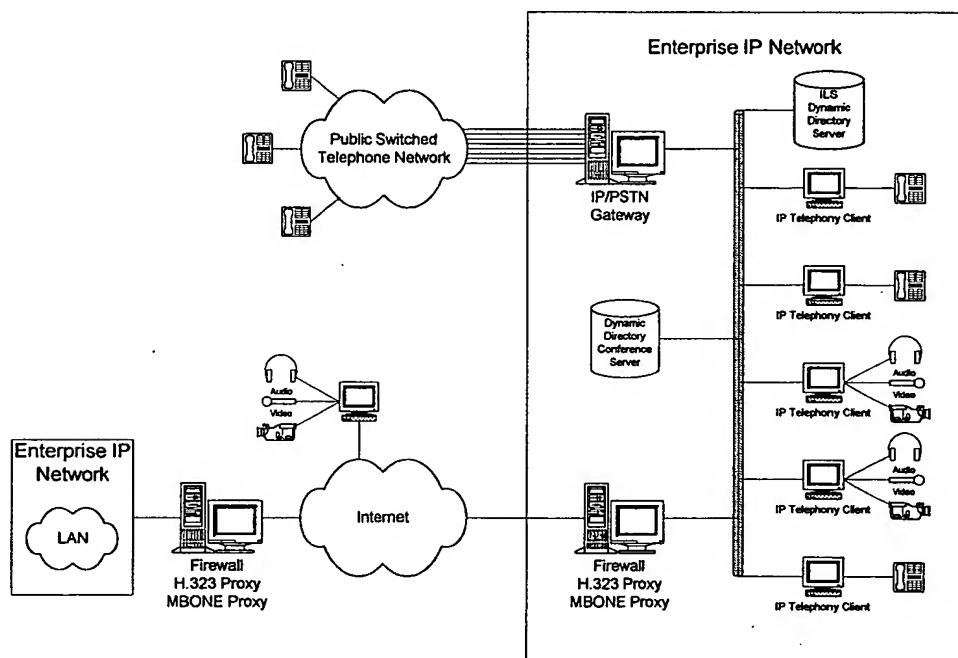 Enterprise IP Network
ILS
Dynamic
Directory
Server
Public Switched
Telephone Network
IP/PSTN
Gateway
IP Telephony Client
IP Telephony Client
Dynamic
Directory
Conference
Server
Audio
Video
IP Telephony Client
Audio
Video
Enterprise IP
Network
LAN
Internet
Audio
Video
IP Telephony Client
Firewall
H.323 Proxy
MBONE Proxy
Firewall
H.323 Proxy
MBONE Proxy
IP Telephony Client